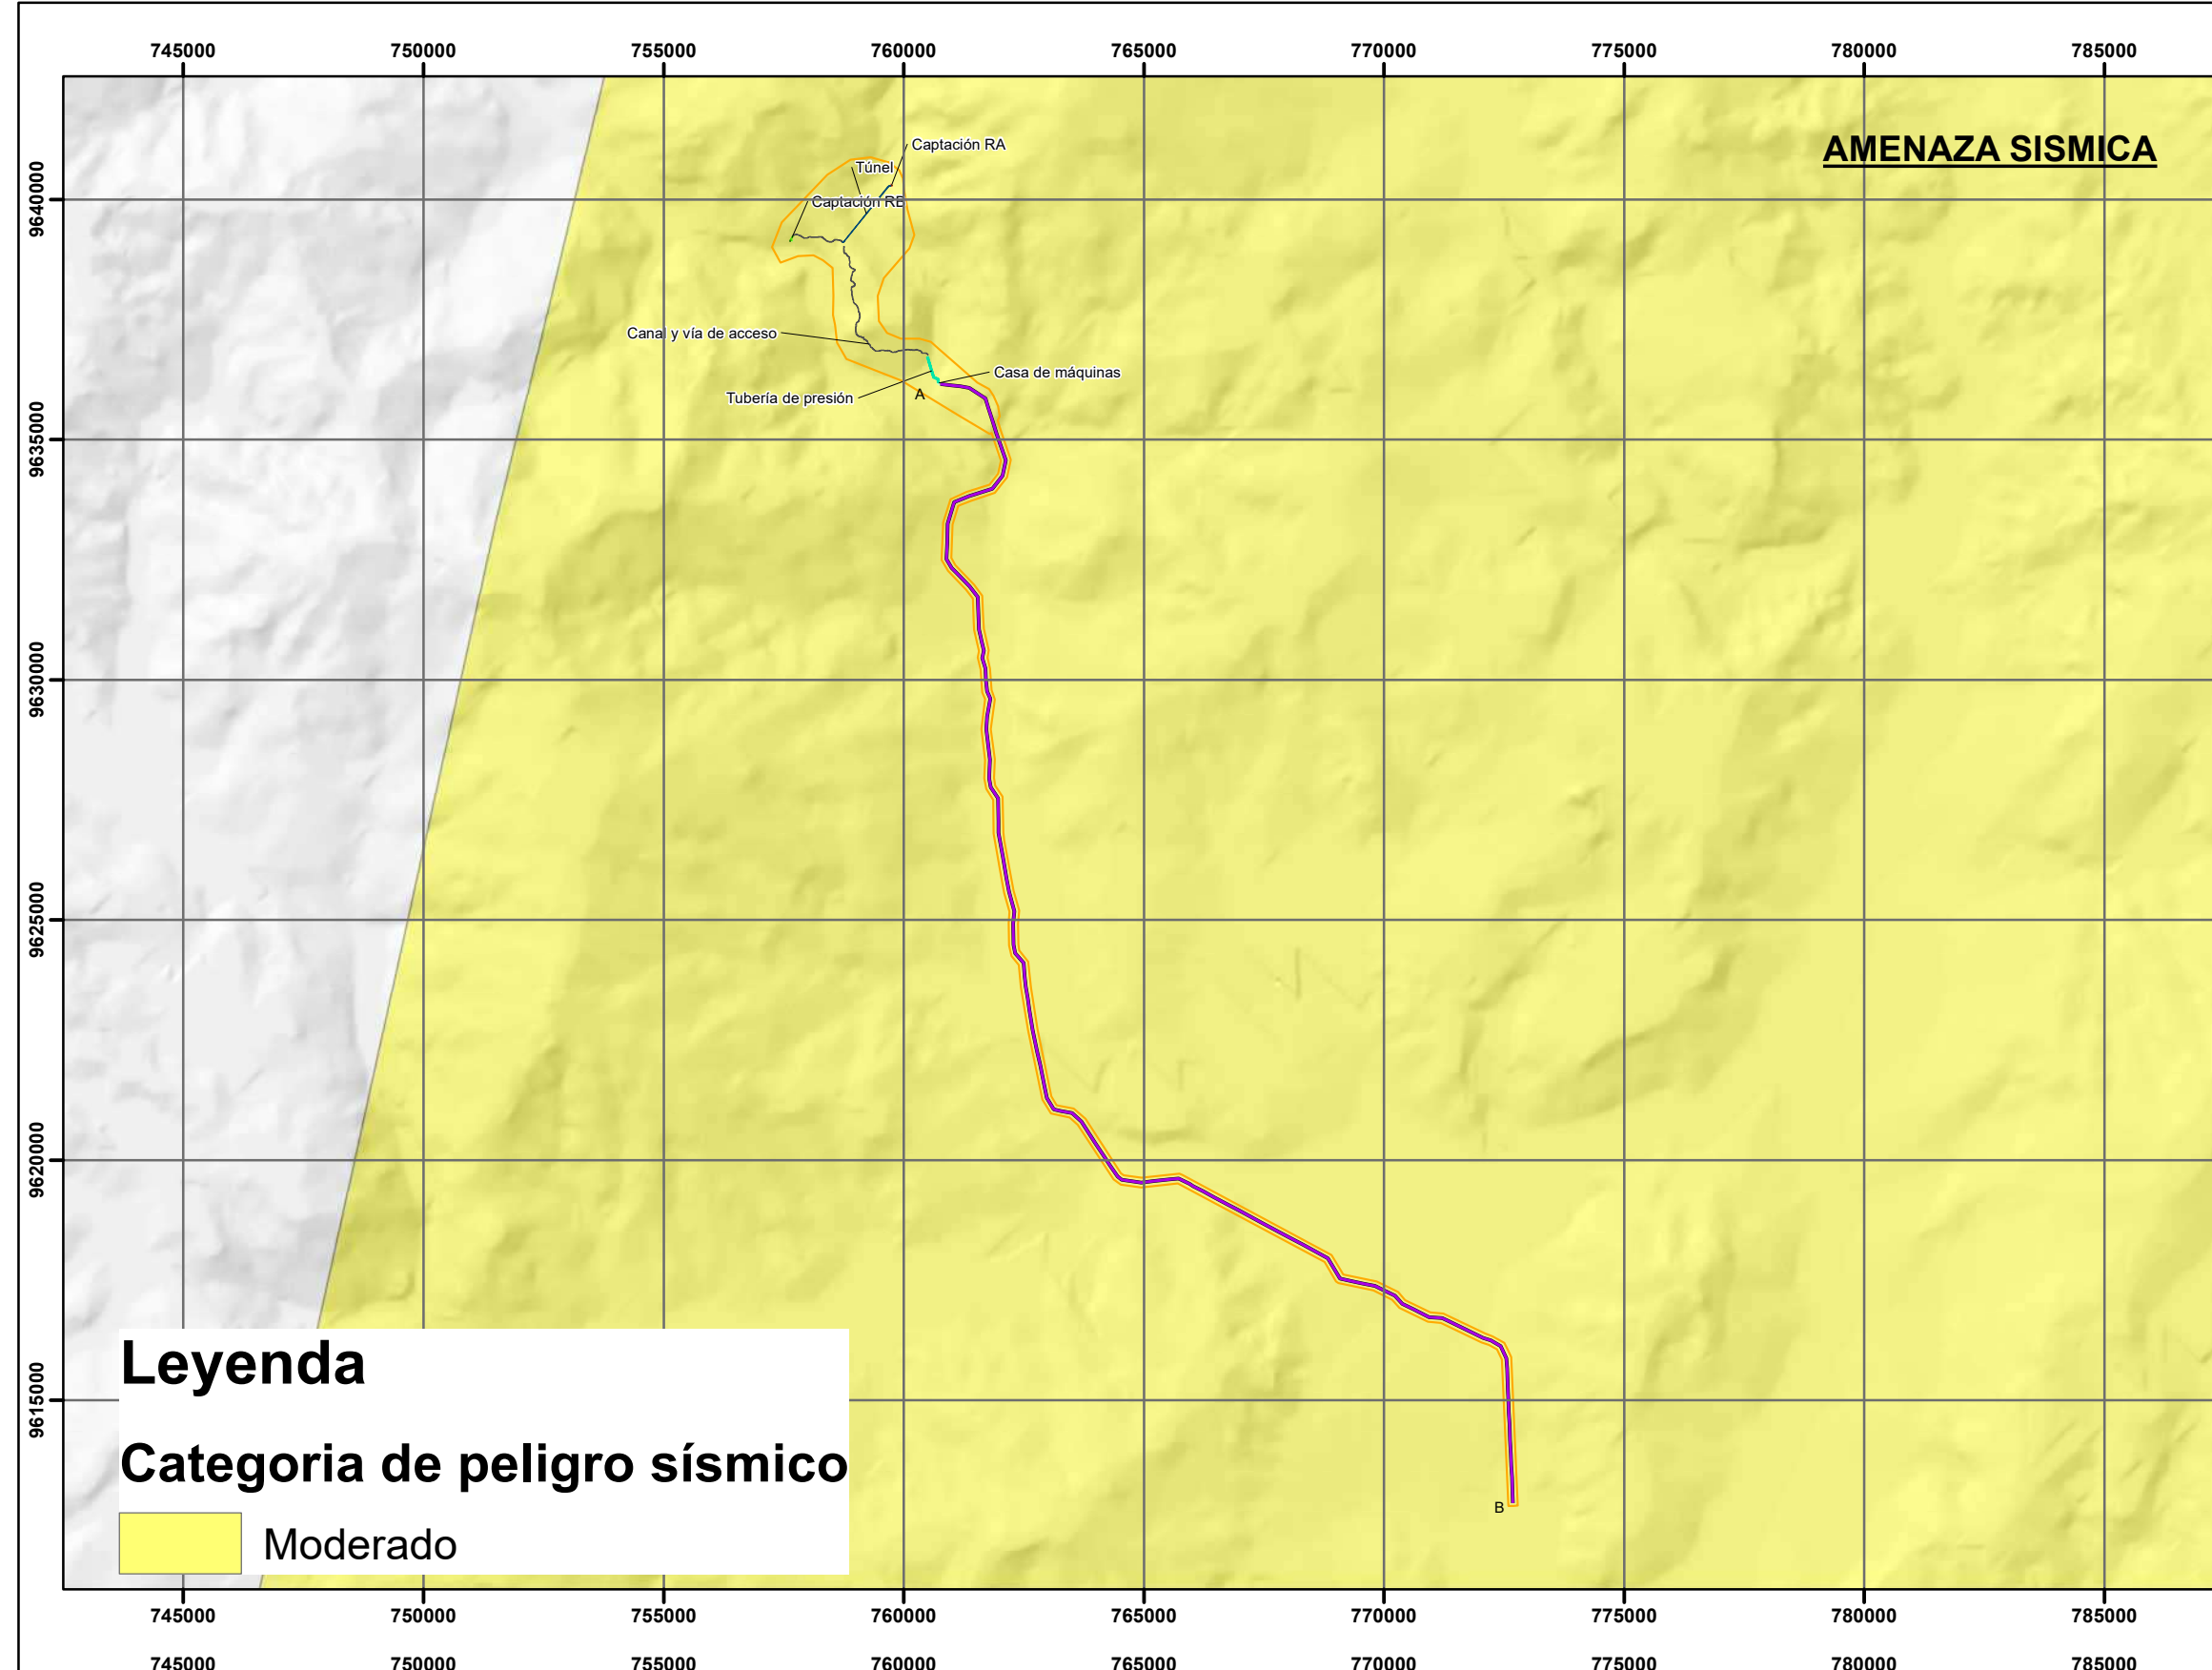 745000 750000 755000 760000 765000 770000 775000 780000 785000
AMENAZA SISMICA
Captación RA
Túnel
Captación RB
Canal y vía de acceso
Casa de máquinas
Tubería de presión
A
B
9640000
9635000
9630000
9625000
9620000
9615000
Leyenda
Categoria de peligro sísmico
Moderado
745000 750000 755000 760000 765000 770000 775000 780000 785000
745000 750000 755000 760000 765000 770000 775000 780000 785000